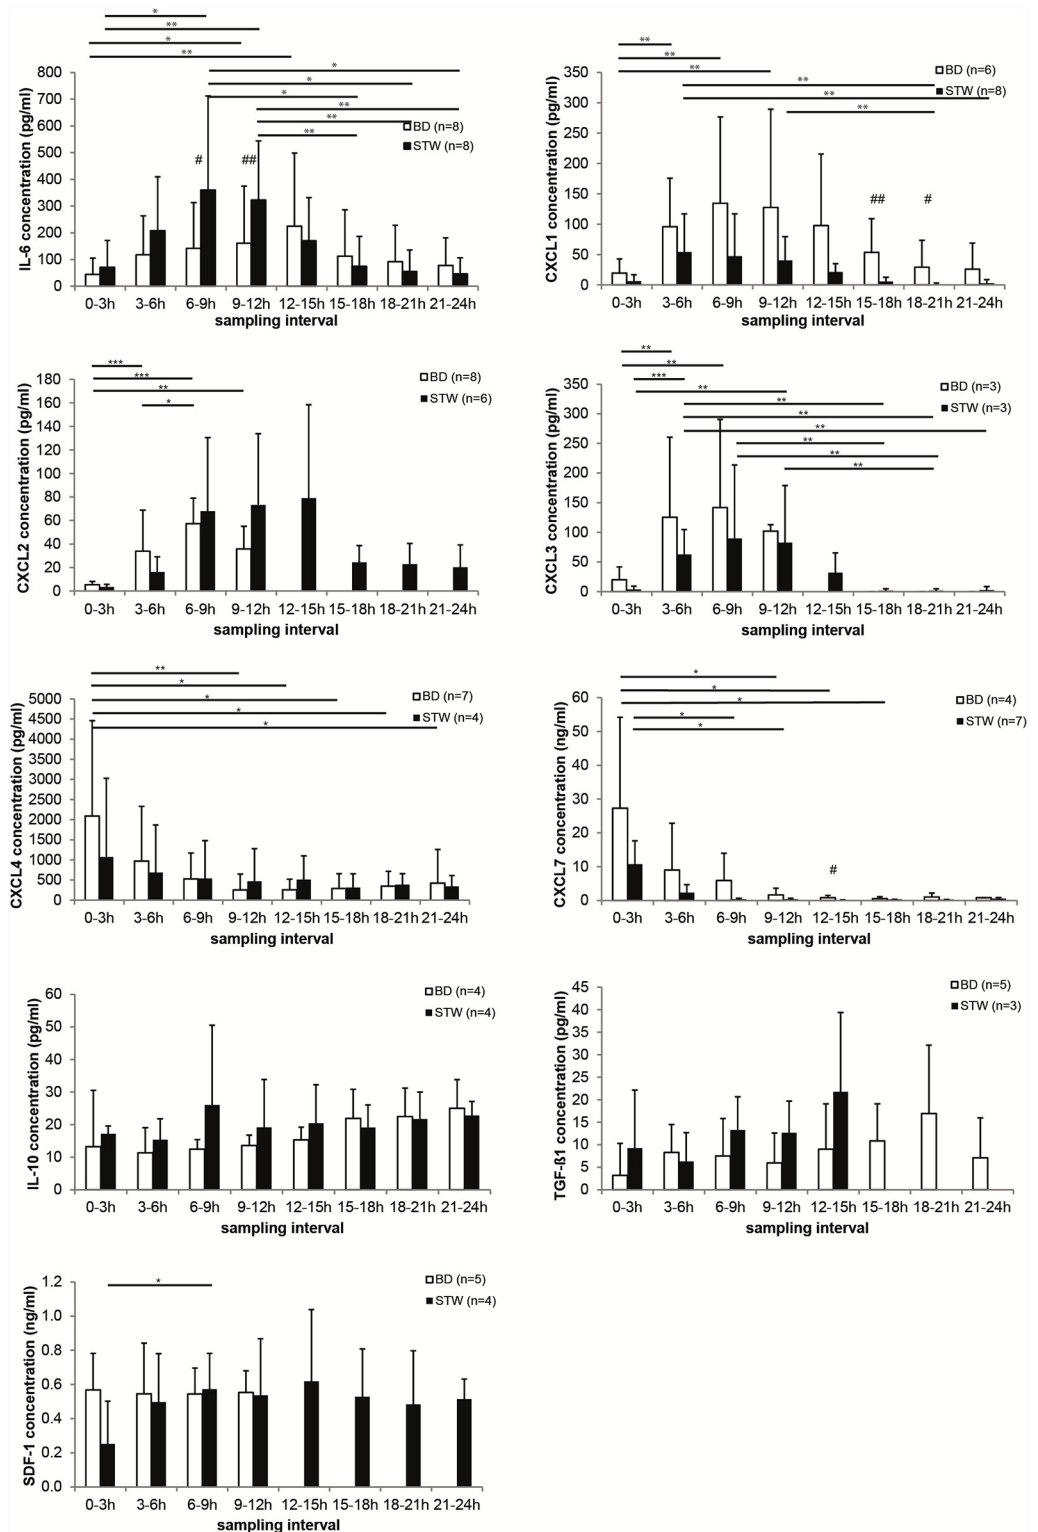 *
**
*
**
*
*
*
**
**
**
800
700
600
500
400
300
200
100
0
IL-6 concentration (pg/ml)
# ##
BD (n=8)
STW (n=8)
0-3h 3-6h 6-9h 9-12h 12-15h 15-18h 18-21h 21-24h
sampling interval
**
**
**
**
**
**
350
300
250
200
150
100
50
0
CXCL1 concentration (pg/ml)
## #
BD (n=6)
STW (n=8)
0-3h 3-6h 6-9h 9-12h 12-15h 15-18h 18-21h 21-24h
sampling interval
***
***
**
*
180
160
140
120
100
80
60
40
20
0
CXCL2 concentration (pg/ml)
BD (n=8)
STW (n=6)
0-3h 3-6h 6-9h 9-12h 12-15h 15-18h 18-21h 21-24h
sampling interval
**
**
***
**
**
**
**
**
**
**
350
300
250
200
150
100
50
0
CXCL3 concentration (pg/ml)
BD (n=3)
STW (n=3)
0-3h 3-6h 6-9h 9-12h 12-15h 15-18h 18-21h 21-24h
sampling interval
**
*
*
*
*
5000
4500
4000
3500
3000
2500
2000
1500
1000
500
0
CXCL4 concentration (pg/ml)
BD (n=7)
STW (n=4)
0-3h 3-6h 6-9h 9-12h 12-15h 15-18h 18-21h 21-24h
sampling interval
*
*
*
*
*
60
50
40
30
20
10
0
CXCL7 concentration (ng/ml)
#
BD (n=4)
STW (n=7)
0-3h 3-6h 6-9h 9-12h 12-15h 15-18h 18-21h 21-24h
sampling interval
60
50
40
30
20
10
0
IL-10 concentration (pg/ml)
BD (n=4)
STW (n=4)
0-3h 3-6h 6-9h 9-12h 12-15h 15-18h 18-21h 21-24h
sampling interval
45
40
35
30
25
20
15
10
5
0
TGF-ß1 concentration (pg/ml)
BD (n=5)
STW (n=3)
0-3h 3-6h 6-9h 9-12h 12-15h 15-18h 18-21h 21-24h
sampling interval
*
1.2
1.0
0.8
0.6
0.4
0.2
0.0
SDF-1 concentration (ng/ml)
BD (n=5)
STW (n=4)
0-3h 3-6h 6-9h 9-12h 12-15h 15-18h 18-21h 21-24h
sampling interval